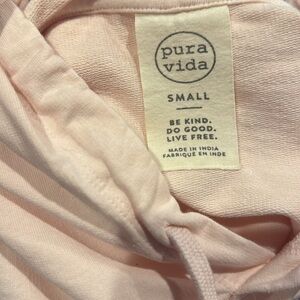 pura
vida
SMALL
BE KIND.
DO GOOD.
LIVE FREE.
MADE IN INDIA
FABRIQUÉ EN INDE